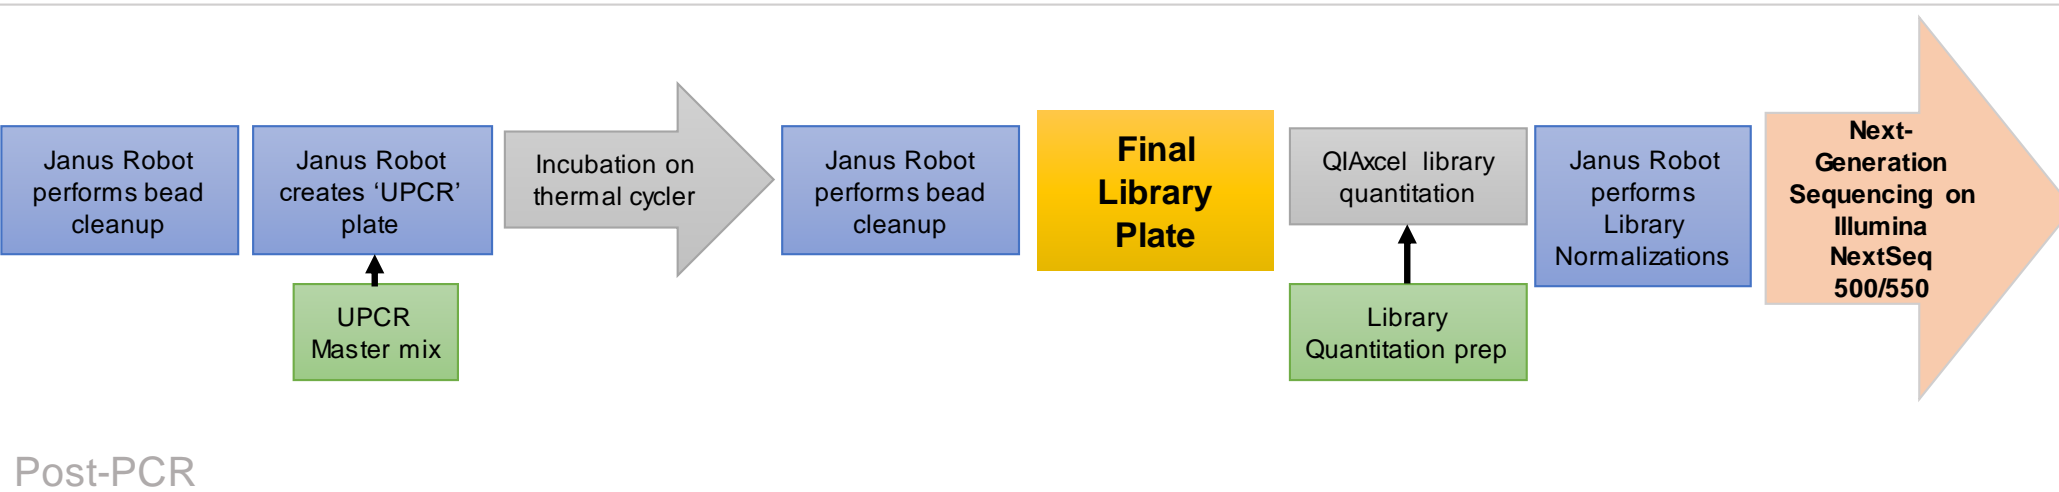 Janus Robot
performs bead
cleanup
Janus Robot
creates ‘UPCR’
plate
UPCR
Master mix
Incubation on
thermal cycler
Janus Robot
performs bead
cleanup
Final
Library
Plate
QIAxcel library
quantitation
Library
Quantitation prep
Janus Robot
performs
Library
Normalizations
Next-
Generation
Sequencing on
Illumina
NextSeq
500/550
Post-PCR